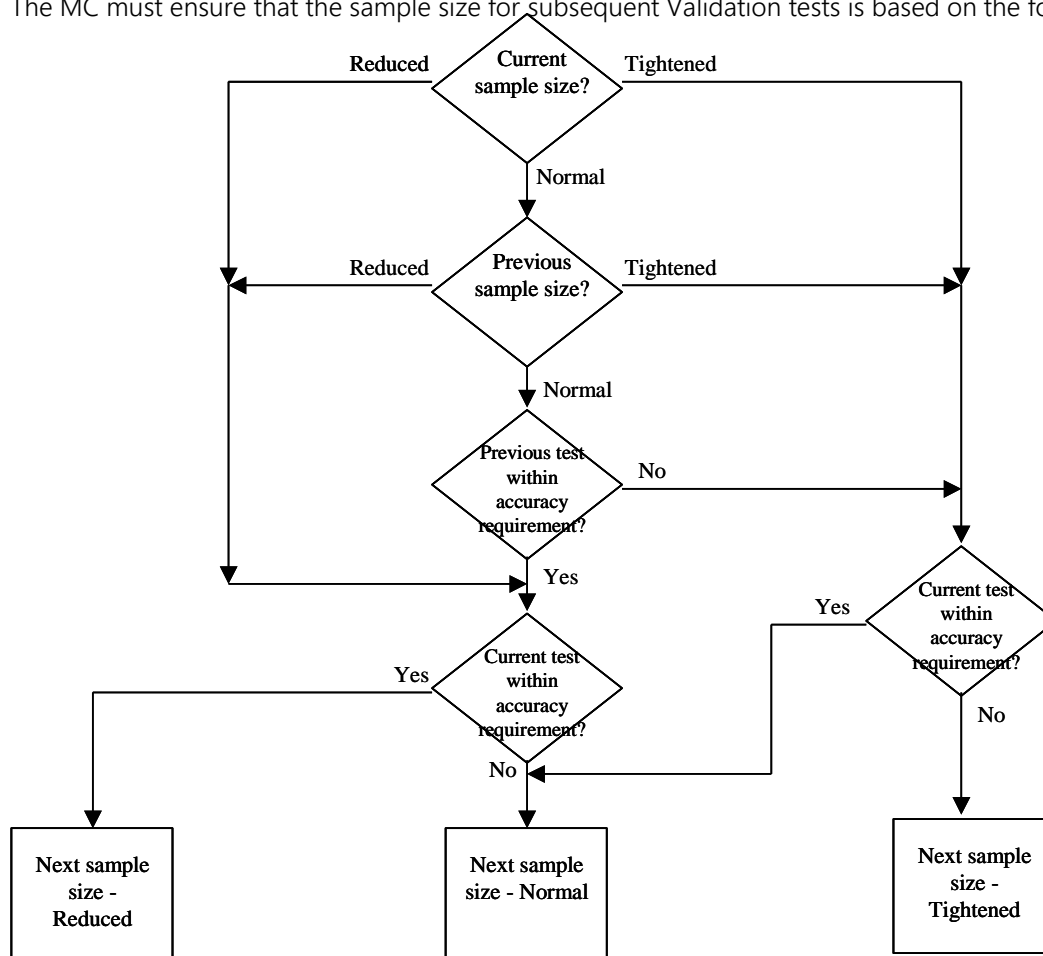 The MC must ensure that the sample size for subsequent Validation tests is based on the
Current
sample size?
Reduced
Tightened
Normal
Previous
sample size?
Reduced
Tightened
Normal
Previous test
within
accuracy
requirement?
No
Yes
Current test
within
accuracy
requirement?
Yes
No
Current test
within
accuracy
requirement?
Yes
No
Next sample
size -
Reduced
Next sample
size - Normal
Next sample
size -
Tightened